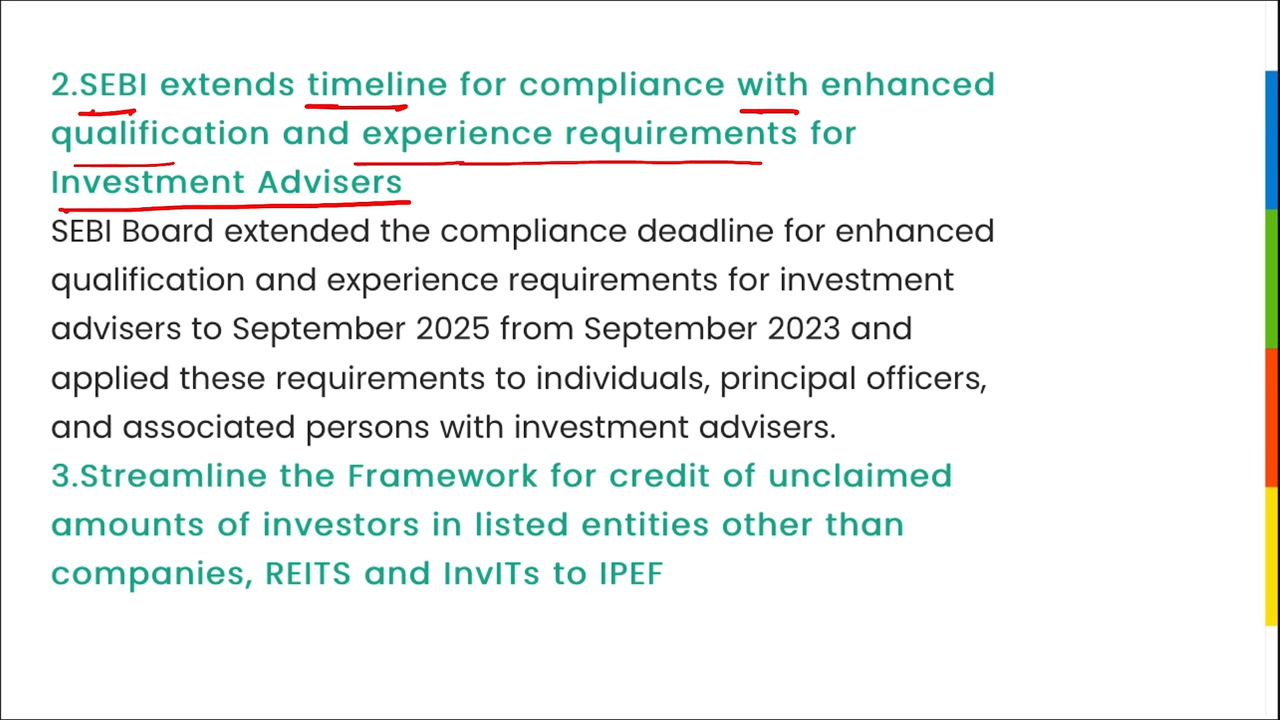 2.SEBI extends timeline for compliance with enhanced
qualification and experience requirements for
Investment Advisers
SEBI Board extended the compliance deadline for enhanced
qualification and experience requirements for investment
advisers to September 2025 from September 2023 and
applied these requirements to individuals, principal officers,
and associated persons with investment advisers.
3.Streamline the Framework for credit of unclaimed
amounts of investors in listed entities other than
companies, REITS and InvITs to IPEF